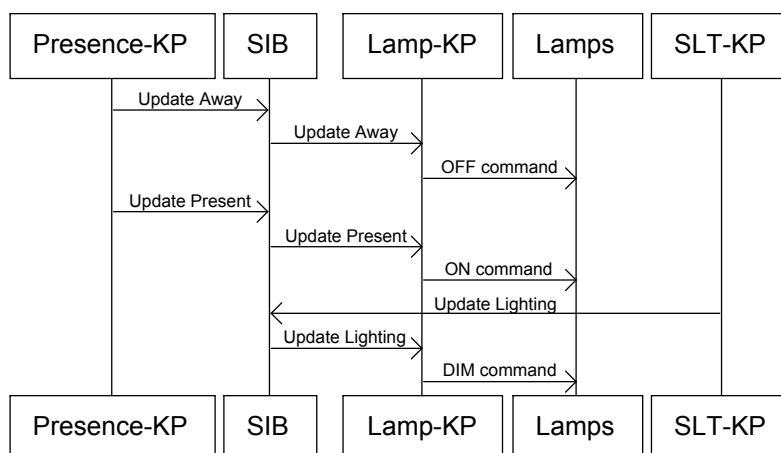 Presence-KP
SIB
Lamp-KP
Lamps
SLT-KP
Update Away
Update Away
OFF command
Update Present
Update Present
ON command
Update Lighting
Update Lighting
DIM command
Presence-KP
SIB
Lamp-KP
Lamps
SLT-KP